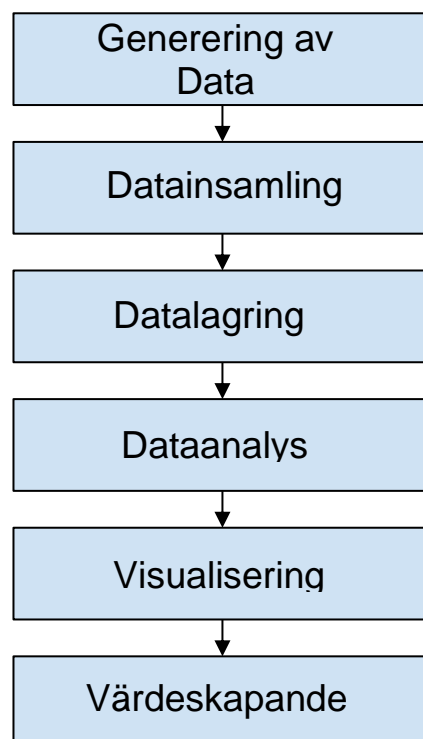 Generering av
Data
Datainsamling
Datalagring
Dataanalys
Visualisering
Värdeskapande